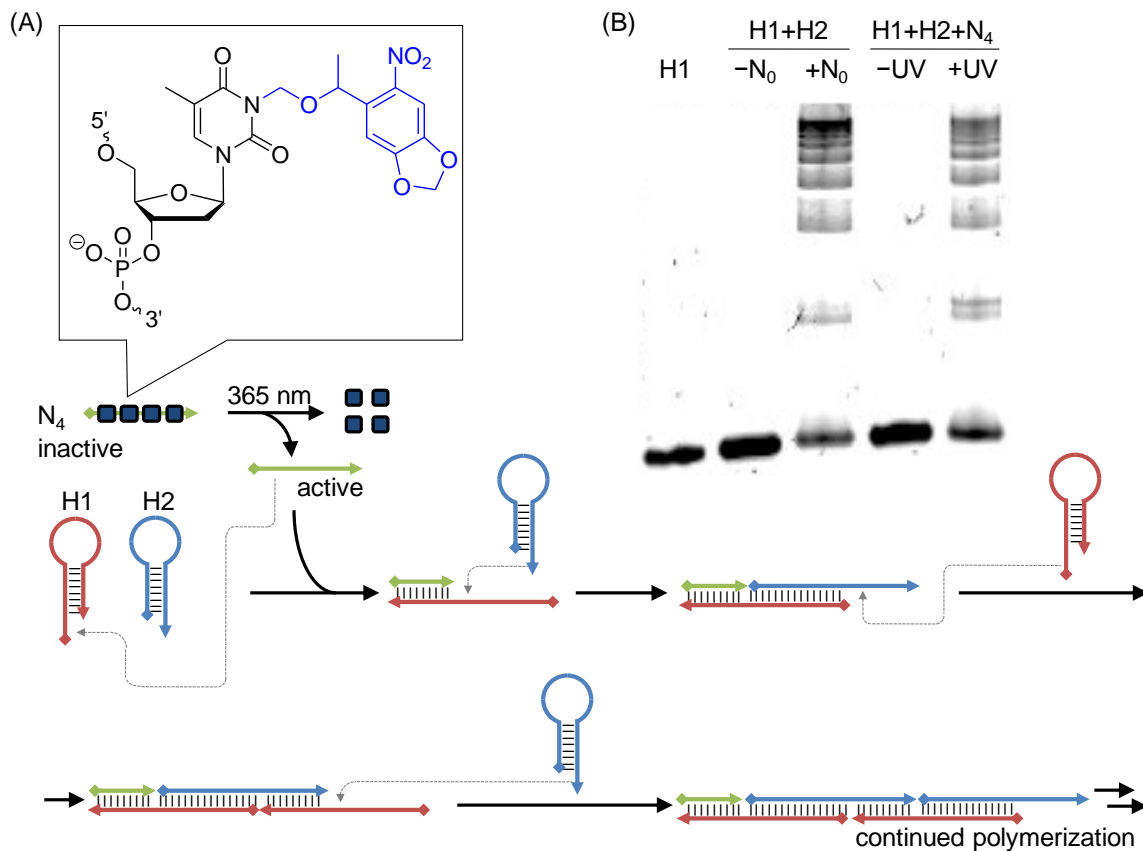 (A)
O
NO₂
N
O
5'
O
N
O
O
O
O
⊖
O
O
P
O
O
3'
(B)
H1+H2
H1+H2+N₄
H1
−N₀
+N₀
−UV
+UV
N₄
inactive
365 nm
active
H1
H2
continued polymerization